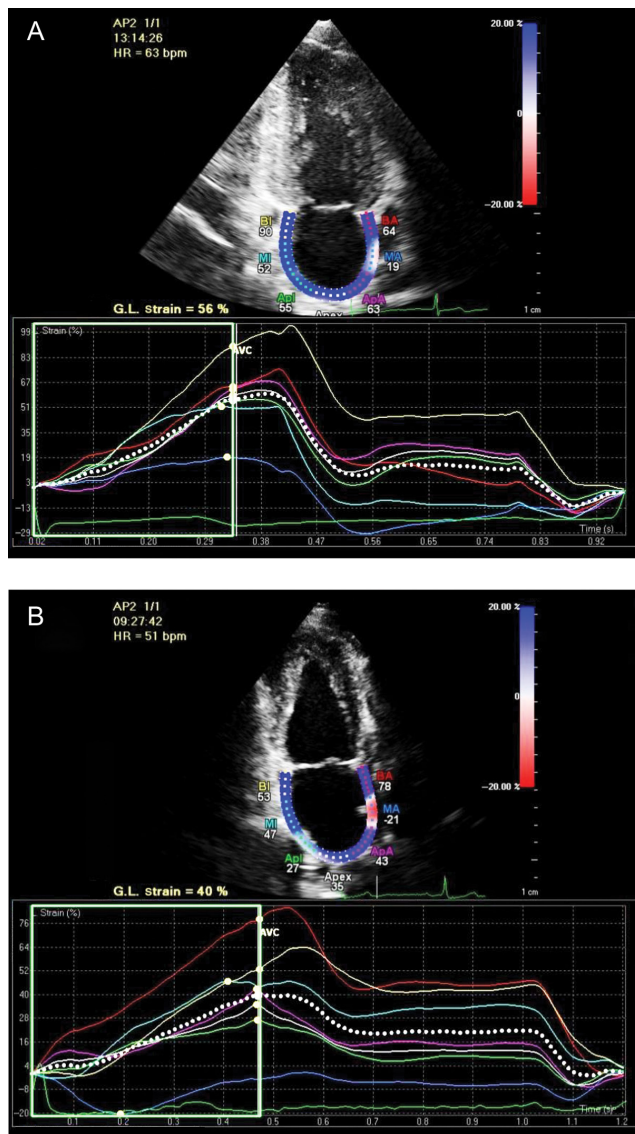 A
AP2 1/1
13:14:26
HR = 63 bpm
20.00 %
0
-20.00 %
BI
90
BA
64
MI
52
MA
19
ApI
55
Apex
ApA
63
G.L. Strain = 56 %
1 cm
Strain (%)
99
83
67
51
35
19
3
-13
-29
AVC
Time (s)
0.02 0.11 0.20 0.29 0.38 0.47 0.56 0.65 0.74 0.83 0.92
B
AP2 1/1
09:27:42
HR = 51 bpm
20.00 %
0
-20.00 %
BI
53
BA
78
MI
47
MA
-21
ApI
27
Apex
35
ApA
43
G.L. Strain = 40 %
1 cm
Strain (%)
76
52
40
28
16
4
-20
AVC
Time (s)
0.0 0.1 0.2 0.3 0.4 0.5 0.6 0.7 0.8 0.9 1.0 1.1 1.2